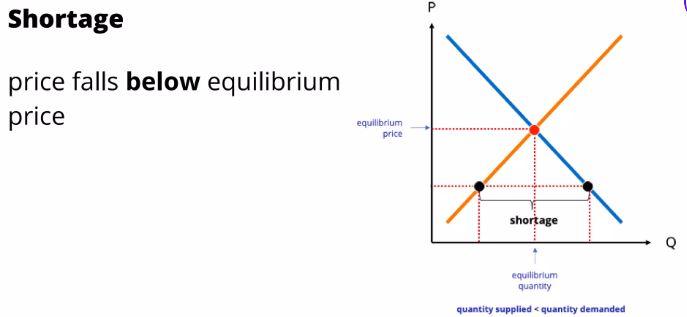 Shortage
price falls below equilibrium
price
P
equilibrium
price
shortage
Q
equilibrium
quantity
quantity supplied < quantity demanded